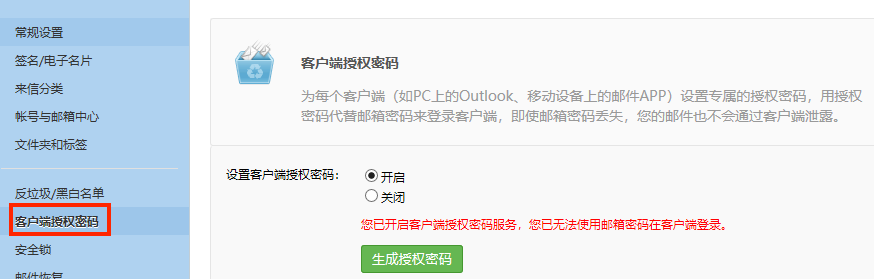 常规设置
签名/电子名片
来信分类
帐号与邮箱中心
文件夹和标签
反垃圾/黑白名单
客户端授权密码
安全锁
邮件恢复
客户端授权密码
为每个客户端（如PC上的Outlook、移动设备上的邮件APP）设置专属的授权密码，用授权
密码代替邮箱密码来登录客户端，即使邮箱密码丢失，您的邮件也不会通过客户端泄露。
设置客户端授权密码：
开启
关闭
您已开启客户端授权密码服务，您已无法使用邮箱密码在客户端登录。
生成授权密码